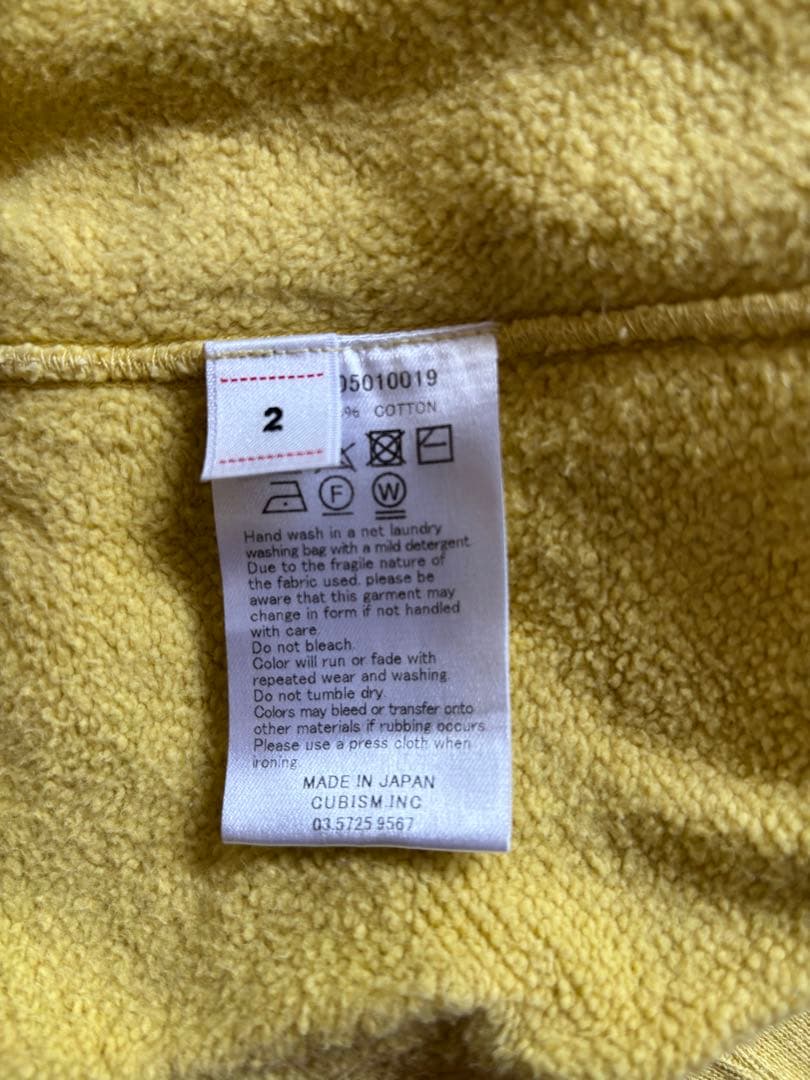 2
05010019
% COTTON
F W
Hand wash in a net laundry
washing bag with a mild detergent.
Due to the fragile nature of
the fabric used, please be
aware that this garment may
change in form if not handled
with care.
Do not bleach.
Color will run or fade with
repeated wear and washing.
Do not tumble dry.
Colors may bleed or transfer onto
other materials if rubbing occurs.
Please use a press cloth when
ironing.
MADE IN JAPAN
CUBISM.INC
03.5725 9567